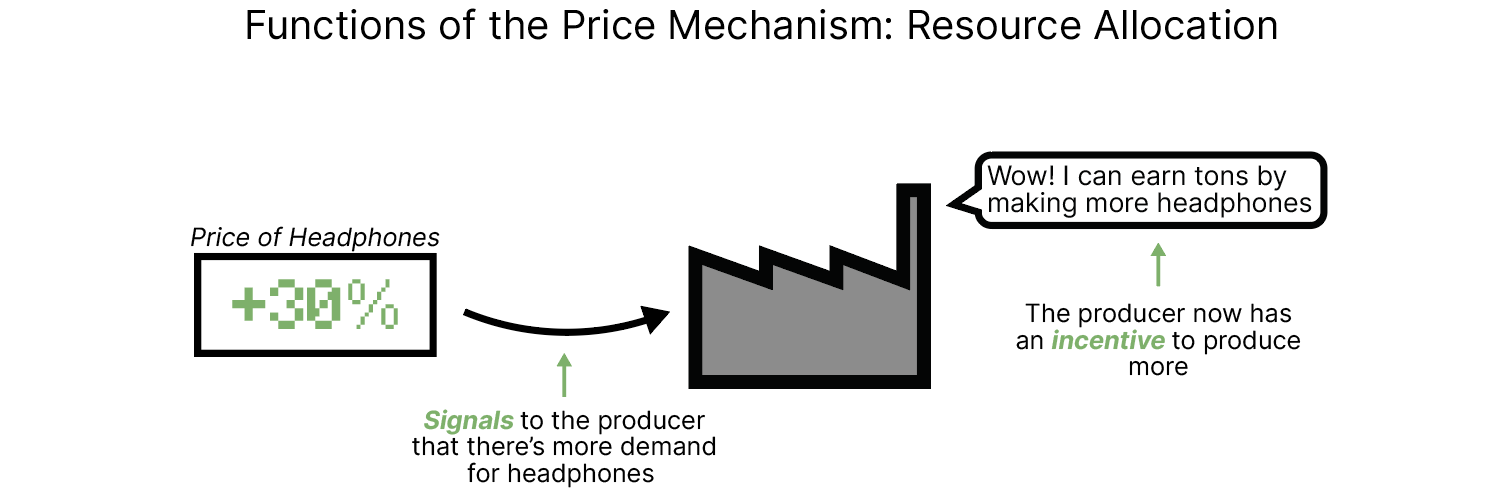 Functions of the Price Mechanism: Resource Allocation
Wow! I can earn tons by
making more headphones
Price of Headphones
+30%
The producer now has
an incentive to produce
more
Signals to the producer
that there’s more demand
for headphones